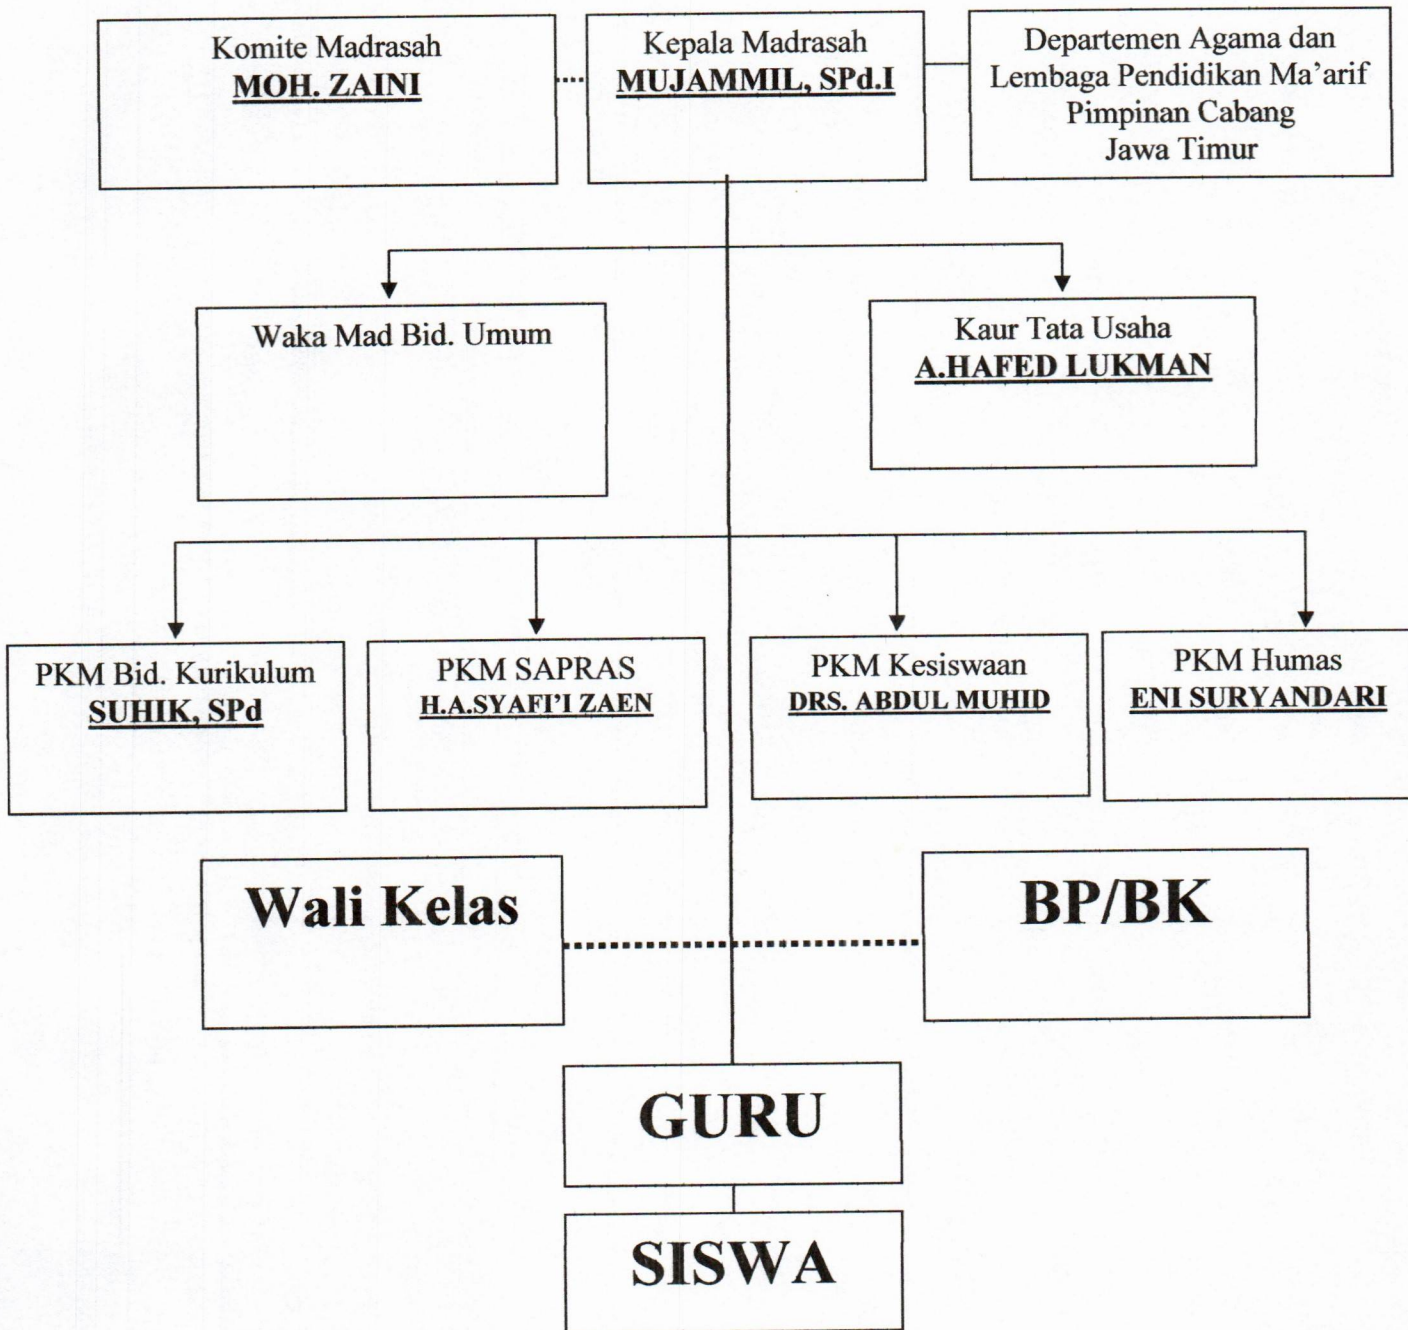 Komite Madrasah
MOH. ZAINI
Kepala Madrasah
MUJAMMIL, SPd.I
Departemen Agama dan
Lembaga Pendidikan Ma'arif
Pimpinan Cabang
Jawa Timur
Waka Mad Bid. Umum
Kaur Tata Usaha
A.HAFED LUKMAN
PKM Bid. Kurikulum
SUHIK, SPd
PKM SAPRAS
H.A.SYAFI'I ZAEN
PKM Kesiswaan
DRS. ABDUL MUHID
PKM Humas
ENI SURYANDARI
Wali Kelas
BP/BK
GURU
SISWA